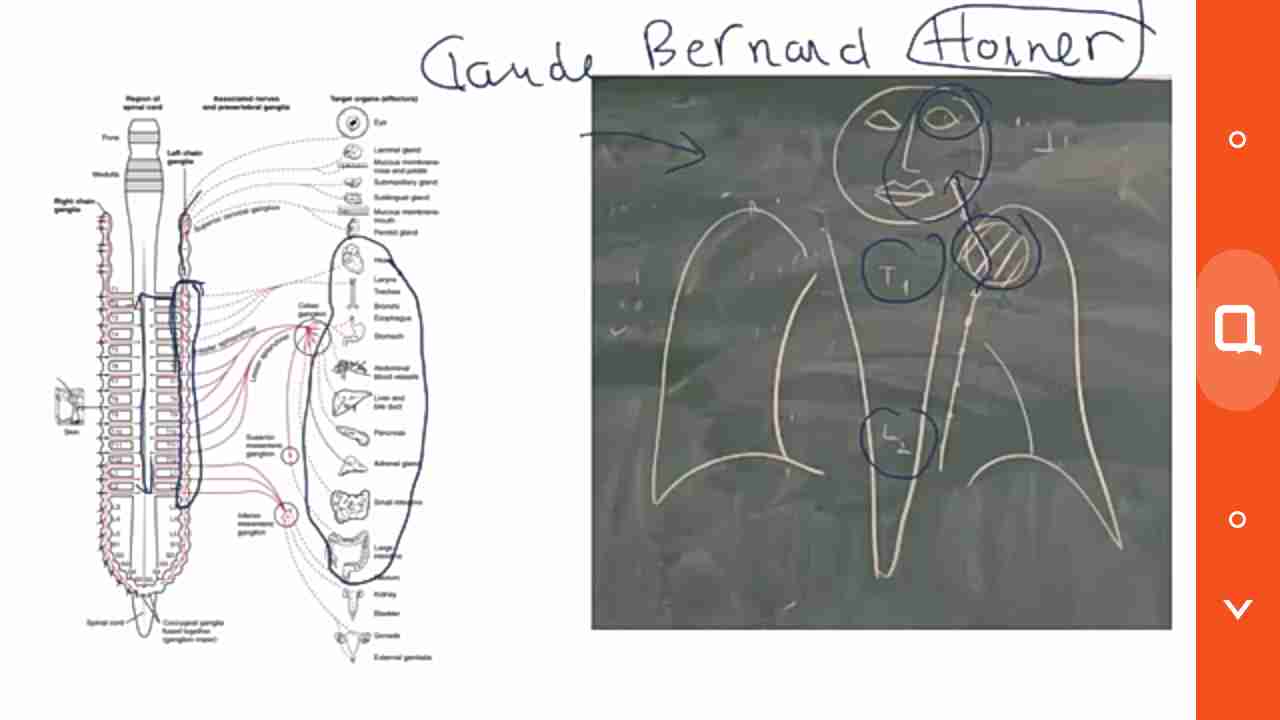 Claude Bernard Horner
Region of spinal cord
Associated nerves and prevertebral ganglia
Target organs (effectors)
Pons
Medulla
Left chain ganglia
Right chain ganglia
Superior cervical ganglion
Eye
Lacrimal gland
Mucous membrane nose and palate
Submaxillary gland
Sublingual gland
Mucous membrane mouth
Parotid gland
Heart
Larynx
Trachea
Bronchi
Esophagus
Stomach
Abdominal blood vessels
Liver and bile duct
Pancreas
Adrenal gland
Small intestine
Large intestine
Rectum
Kidney
Bladder
Gonads
External genitalia
Celiac ganglion
Superior mesenteric ganglion
Inferior mesenteric ganglion
Skin
Spinal cord
Coccygeal ganglia fused together (ganglion impar)
T1
L2